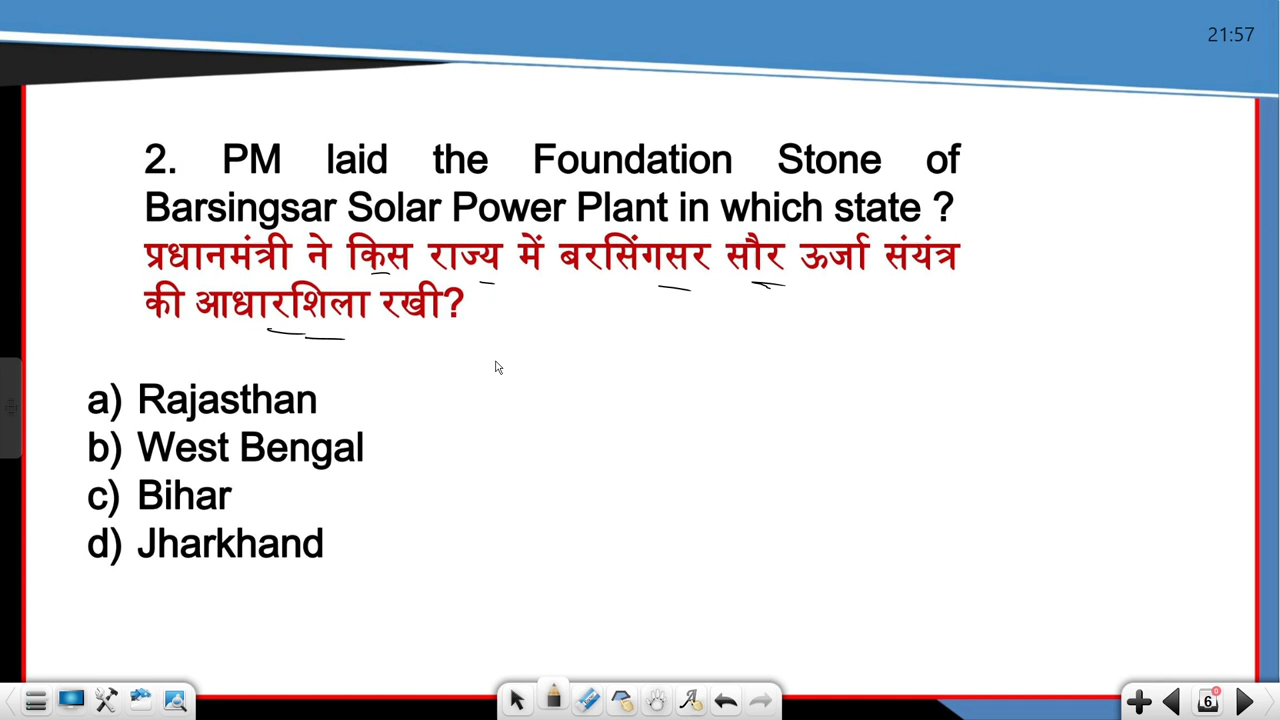 21:57
2. PM laid the Foundation Stone of
Barsingsar Solar Power Plant in which state ?
प्रधानमंत्री ने किस राज्य में बरसिंगसर सौर ऊर्जा संयंत्र
की आधारशिला रखी?
a) Rajasthan
b) West Bengal
c) Bihar
d) Jharkhand
6
0